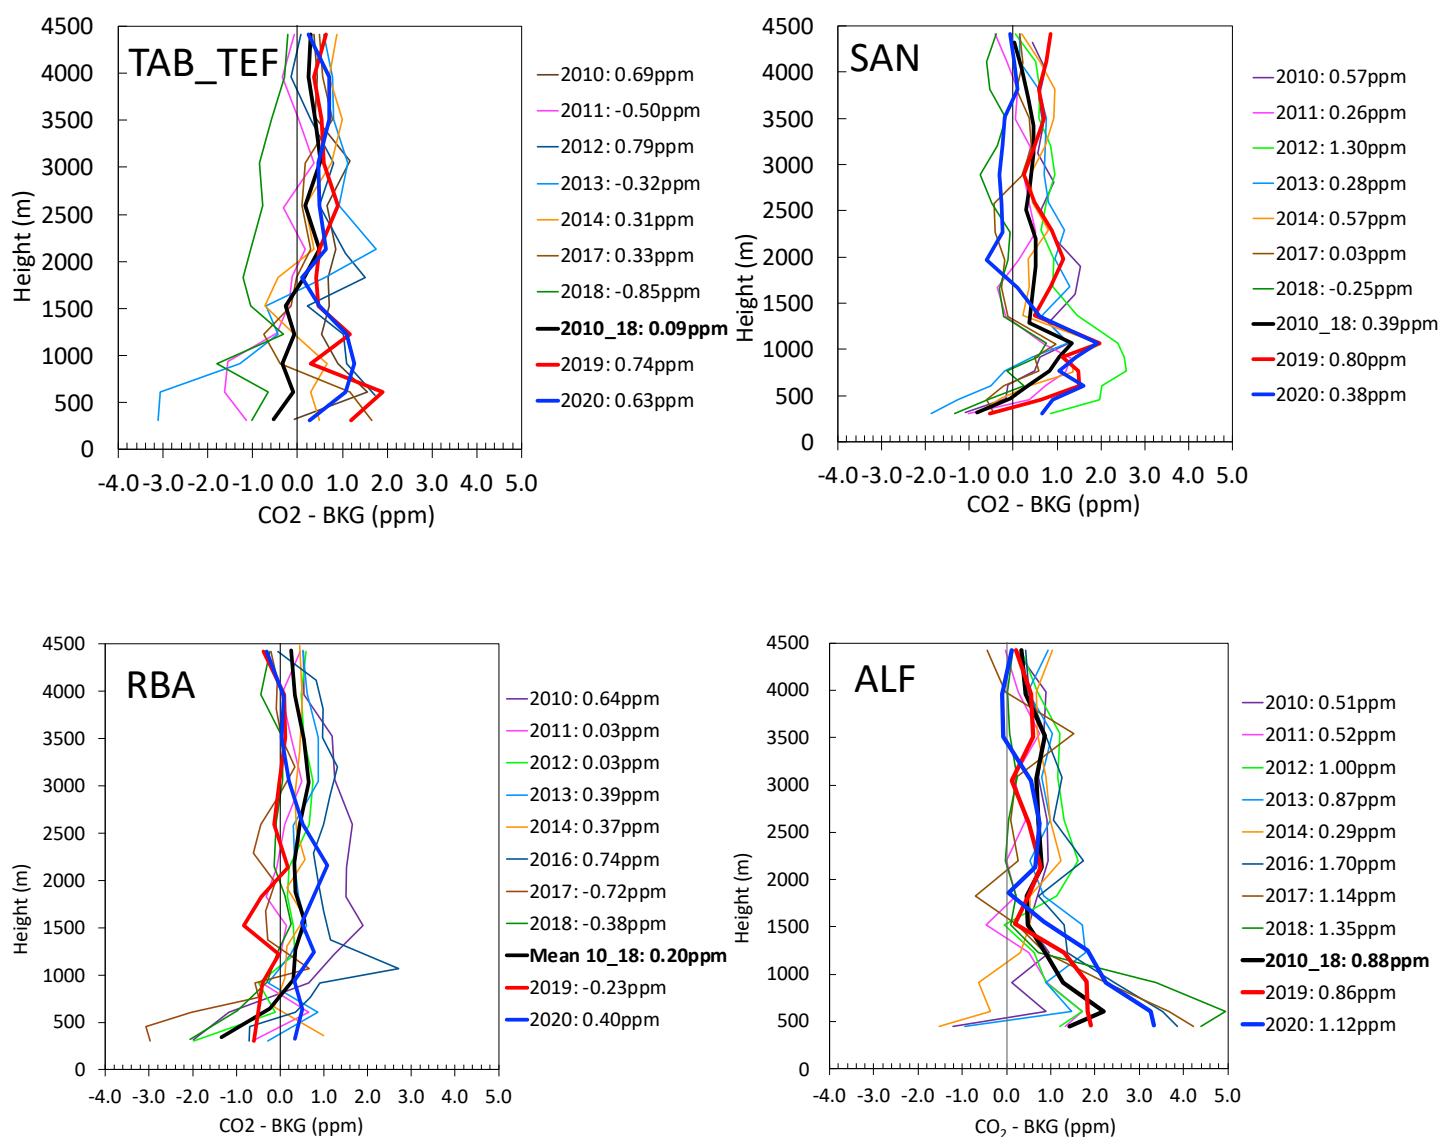 TAB_TEF
4500
4000
3500
3000
2500
2000
1500
1000
500
0
Height (m)
-4.0 -3.0 -2.0 -1.0 0.0 1.0 2.0 3.0 4.0 5.0
CO2 - BKG (ppm)
2010: 0.69ppm
2011: -0.50ppm
2012: 0.79ppm
2013: -0.32ppm
2014: 0.31ppm
2017: 0.33ppm
2018: -0.85ppm
2010_18: 0.09ppm
2019: 0.74ppm
2020: 0.63ppm
SAN
4500
4000
3500
3000
2500
2000
1500
1000
500
0
Height (m)
-4.0 -3.0 -2.0 -1.0 0.0 1.0 2.0 3.0 4.0 5.0
CO2 - BKG (ppm)
2010: 0.57ppm
2011: 0.26ppm
2012: 1.30ppm
2013: 0.28ppm
2014: 0.57ppm
2017: 0.03ppm
2018: -0.25ppm
2010_18: 0.39ppm
2019: 0.80ppm
2020: 0.38ppm
RBA
4500
4000
3500
3000
2500
2000
1500
1000
500
0
Height (m)
-4.0 -3.0 -2.0 -1.0 0.0 1.0 2.0 3.0 4.0 5.0
CO2 - BKG (ppm)
2010: 0.64ppm
2011: 0.03ppm
2012: 0.03ppm
2013: 0.39ppm
2014: 0.37ppm
2016: 0.74ppm
2017: -0.72ppm
2018: -0.38ppm
Mean 10_18: 0.20ppm
2019: -0.23ppm
2020: 0.40ppm
ALF
4500
4000
3500
3000
2500
2000
1500
1000
500
0
Height (m)
-4.0 -3.0 -2.0 -1.0 0.0 1.0 2.0 3.0 4.0 5.0
CO₂ - BKG (ppm)
2010: 0.51ppm
2011: 0.52ppm
2012: 1.00ppm
2013: 0.87ppm
2014: 0.29ppm
2016: 1.70ppm
2017: 1.14ppm
2018: 1.35ppm
2010_18: 0.88ppm
2019: 0.86ppm
2020: 1.12ppm